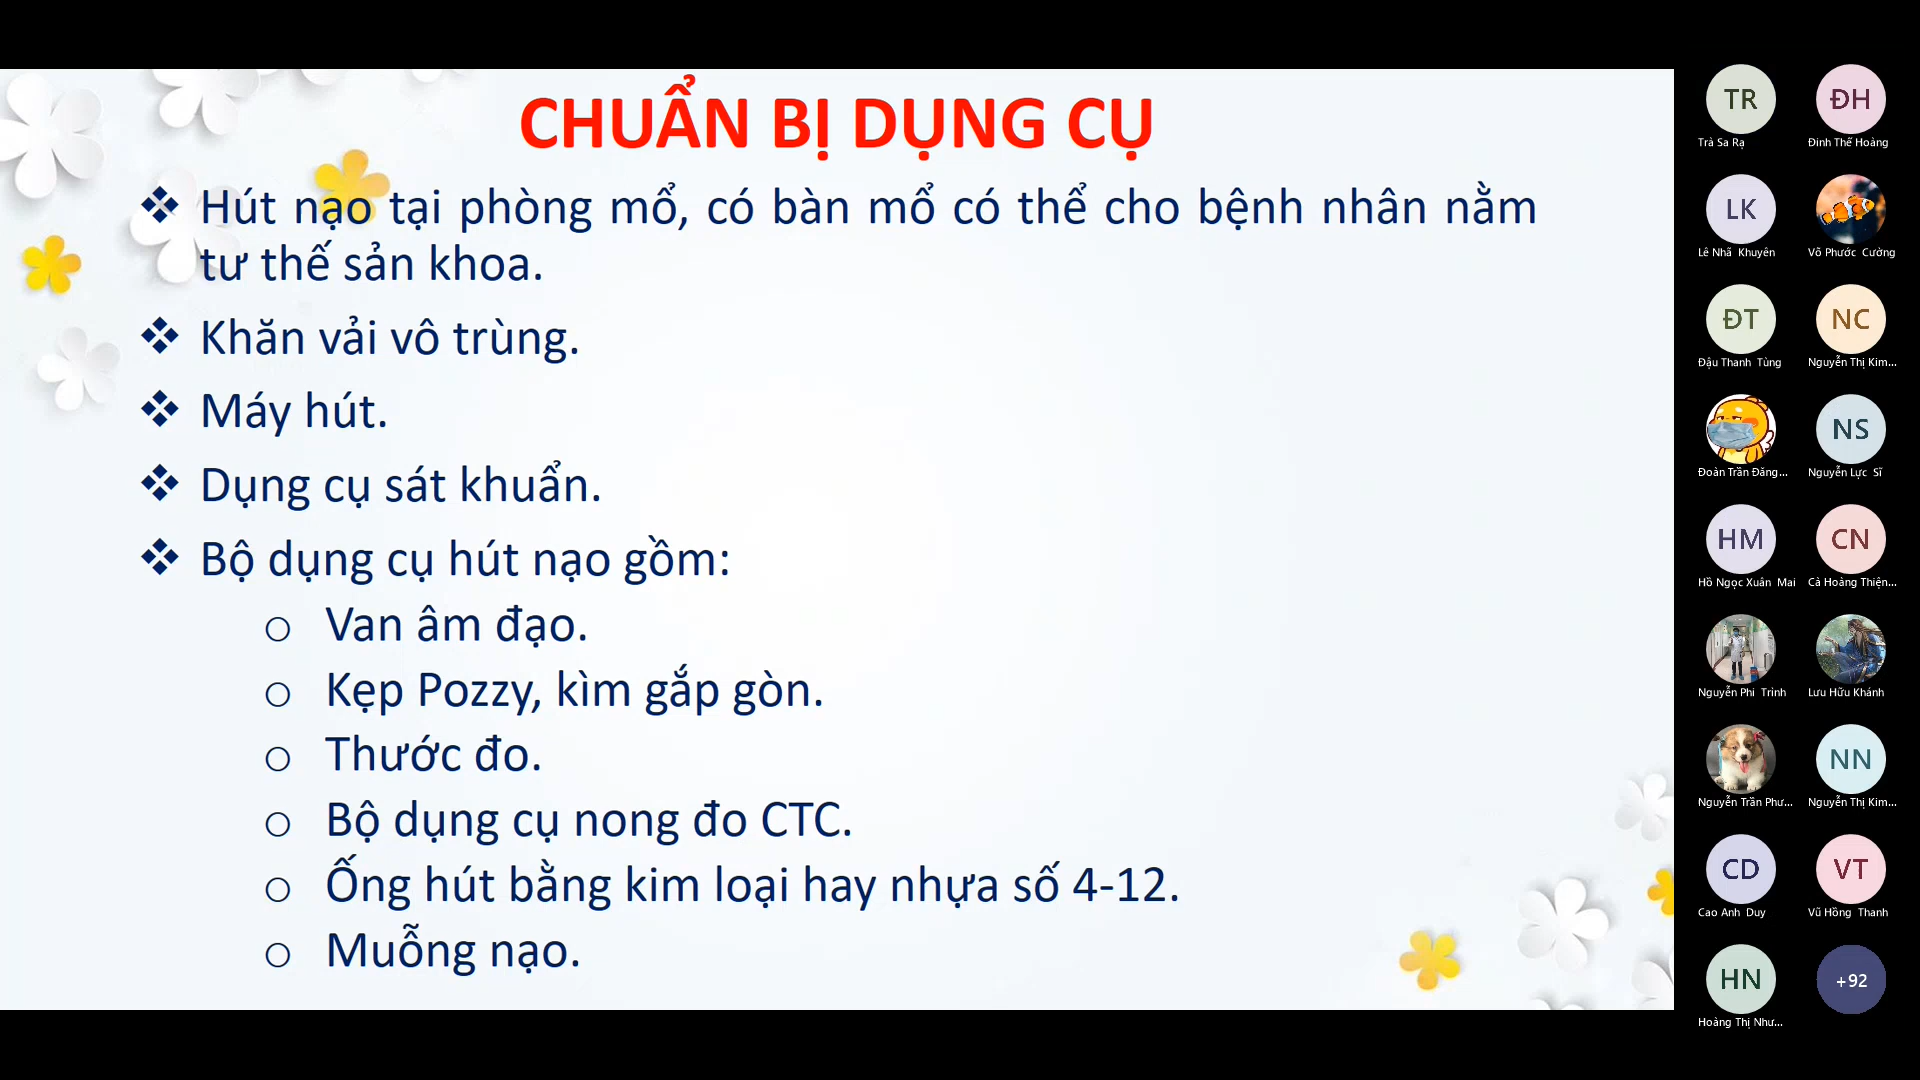 CHUẨN BỊ DỤNG CỤ
❖ Hút nạo tại phòng mổ, có bàn mổ có thể cho bệnh nhân nằm
tư thế sản khoa.
❖ Khăn vải vô trùng.
❖ Máy hút.
❖ Dụng cụ sát khuẩn.
❖ Bộ dụng cụ hút nạo gồm:
o Van âm đạo.
o Kẹp Pozzy, kìm gắp gòn.
o Thước đo.
o Bộ dụng cụ nong đo CTC.
o Ống hút bằng kim loại hay nhựa số 4-12.
o Muỗng nạo.
TR ĐH
Trà Sa Rạ Đinh Thế Hoàng
LK
Lê Nhã Khuyên Võ Phước Cường
ĐT NC
Đậu Thanh Tùng Nguyễn Thị Kim...
NS
Đoàn Trần Đăng... Nguyễn Lực Sĩ
HM CN
Hồ Ngọc Xuân Mai Cà Hoàng Thiện...
Nguyễn Phi Trinh Lưu Hữu Khánh
NN
Nguyễn Trần Phư... Nguyễn Thị Kim...
CD VT
Cao Anh Duy Vũ Hồng Thanh
HN +92
Hoàng Thị Như...